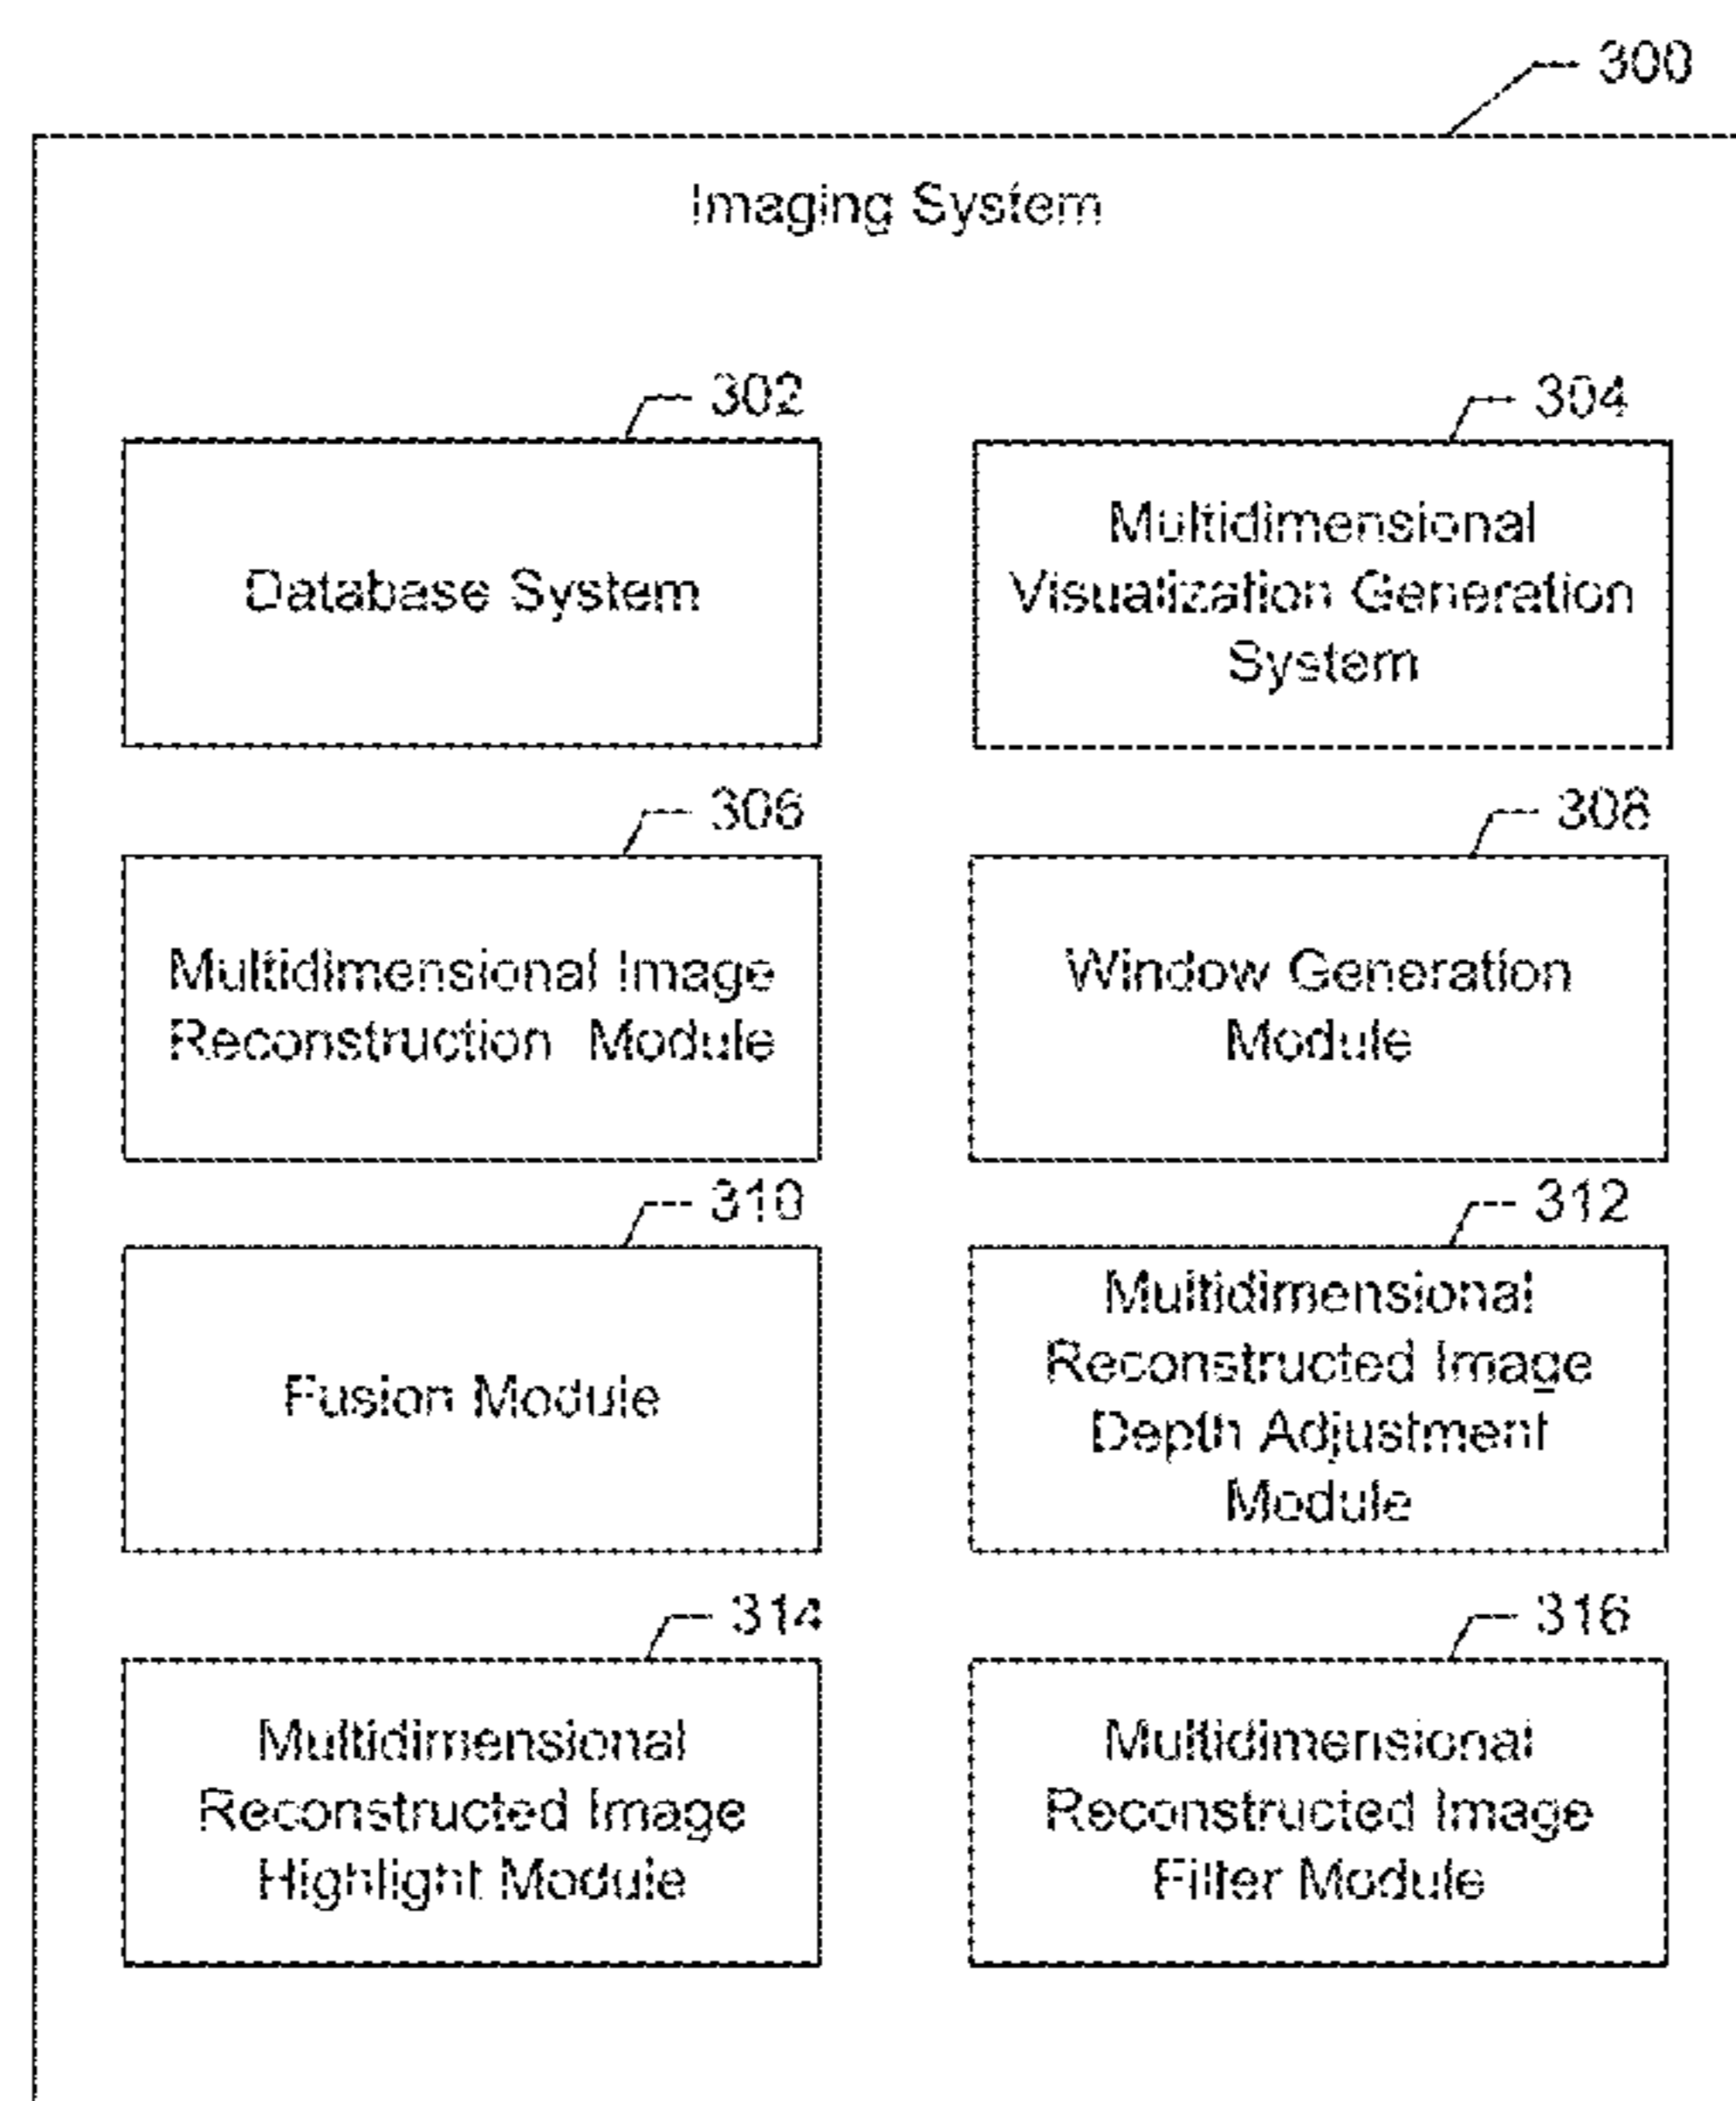 300
Imaging System
302
304
Database System
Multidimensional
Visualization Generation
System
306
308
Multidimensional Image
Reconstruction Module
Window Generation
Module
310
312
Fusion Module
Multidimensional
Reconstructed Image
Depth Adjustment
Module
314
316
Multidimensional
Reconstructed Image
Highlight Module
Multidimensional
Reconstructed Image
Filter Module